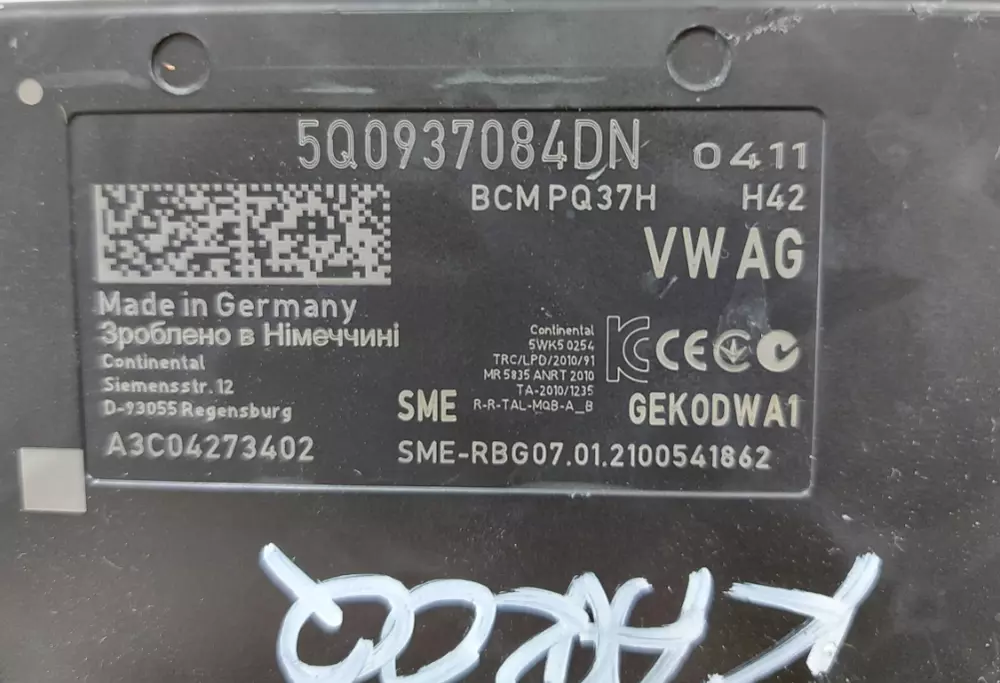 5Q0937084DN 0411
BCM PQ37H H42
VW AG
Made in Germany
Зроблено в Німеччині
Continental
Siemensstr. 12
D-93055 Regensburg
A3C04273402
Continental
5WK5 0254
TRC/LPD/2010/91
MR 5835 ANRT 2010
TA-2010/1235
R-R-TAL-MQB-A_B
CE
SME
GEKODWA1
SME-RBG07.01.2100541862
KAROQ